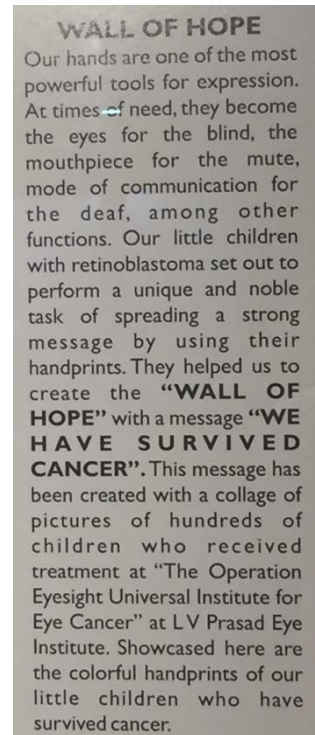 WALL OF HOPE
Our hands are one of the most
powerful tools for expression.
At times of need, they become
the eyes for the blind, the
mouthpiece for the mute,
mode of communication for
the deaf, among other
functions. Our little children
with retinoblastoma set out to
perform a unique and noble
task of spreading a strong
message by using their
handprints. They helped us to
create the “WALL OF
HOPE” with a message “WE
HAVE SURVIVED
CANCER”. This message has
been created with a collage of
pictures of hundreds of
children who received
treatment at “The Operation
Eyesight Universal Institute for
Eye Cancer” at LV Prasad Eye
Institute. Showcased here are
the colorful handprints of our
little children who have
survived cancer.